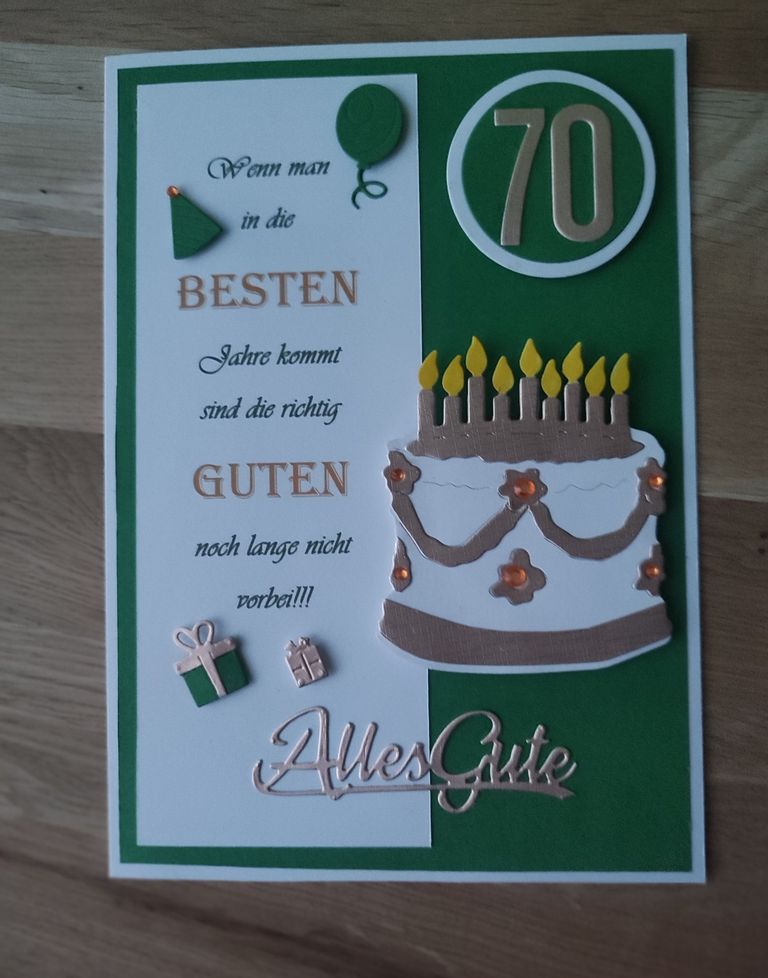 70
Wenn man
in die
BESTEN
Jahre kommt
sind die richtig
GUTEN
noch lange nicht
vorbei!!!
Alles Gute